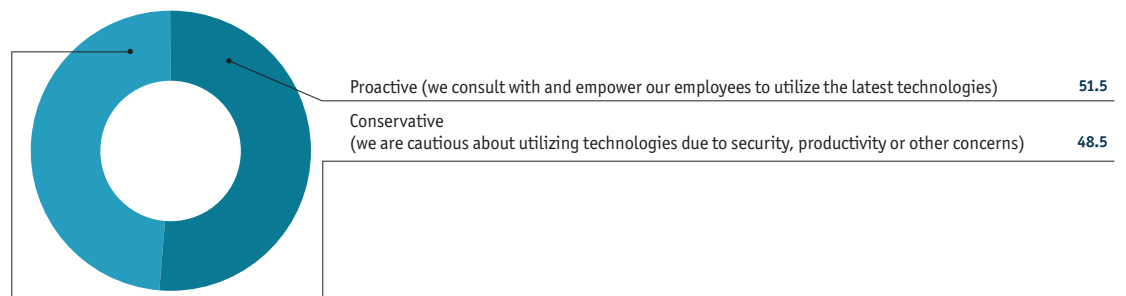 Proactive (we consult with and empower our employees to utilize the latest technologies) 51.5
Conservative
(we are cautious about utilizing technologies due to security, productivity or other concerns) 48.5